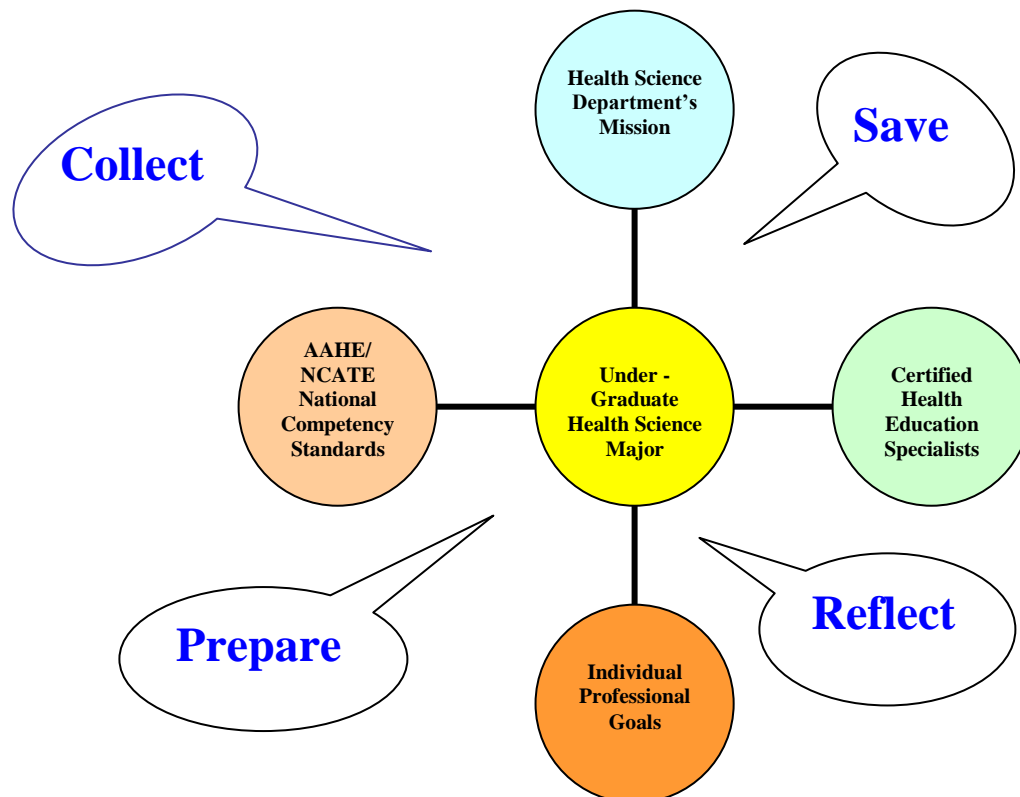 Health Science
Department’s
Mission
Save
Collect
AAHE/
NCATE
National
Competency
Standards
Under -
Graduate
Health Science
Major
Certified
Health
Education
Specialists
Prepare
Reflect
Individual
Professional
Goals